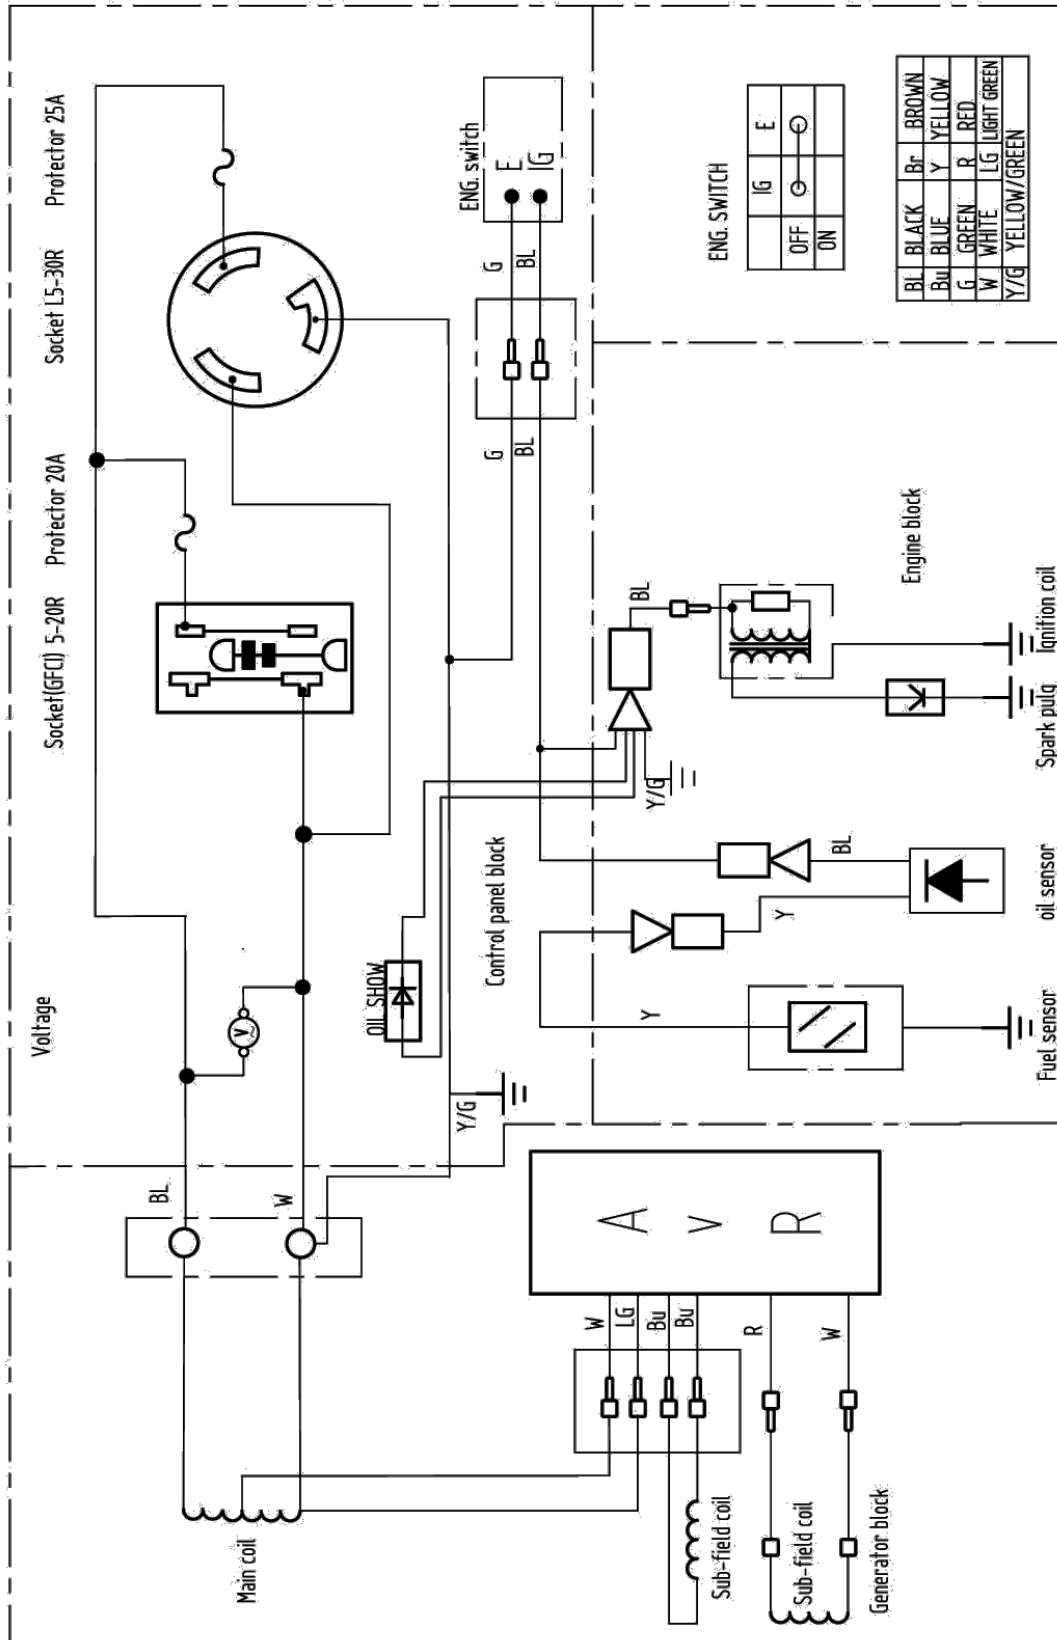 Voltage
Socket(GFCI) 5-20R
Protector 20A
Socket L5-30R
Protector 25A
BL
W
V
~
Y/G
OIL SHOW
Control panel block
G
BL
G
BL
ENG. switch
E
IG
ENG. SWITCH
IG E
OFF
ON
BL BLACK Br BROWN
Bu BLUE Y YELLOW
G GREEN R RED
W WHITE LG LIGHT GREEN
Y/G YELLOW/GREEN
Main coil
W
LG
Bu
Bu
R
W
AVR
Sub-field coil
Sub-field coil
Generator block
Y
Y
BL
Y/G
BL
Engine block
Fuel sensor
oil sensor
Spark pulg
Ignition coil